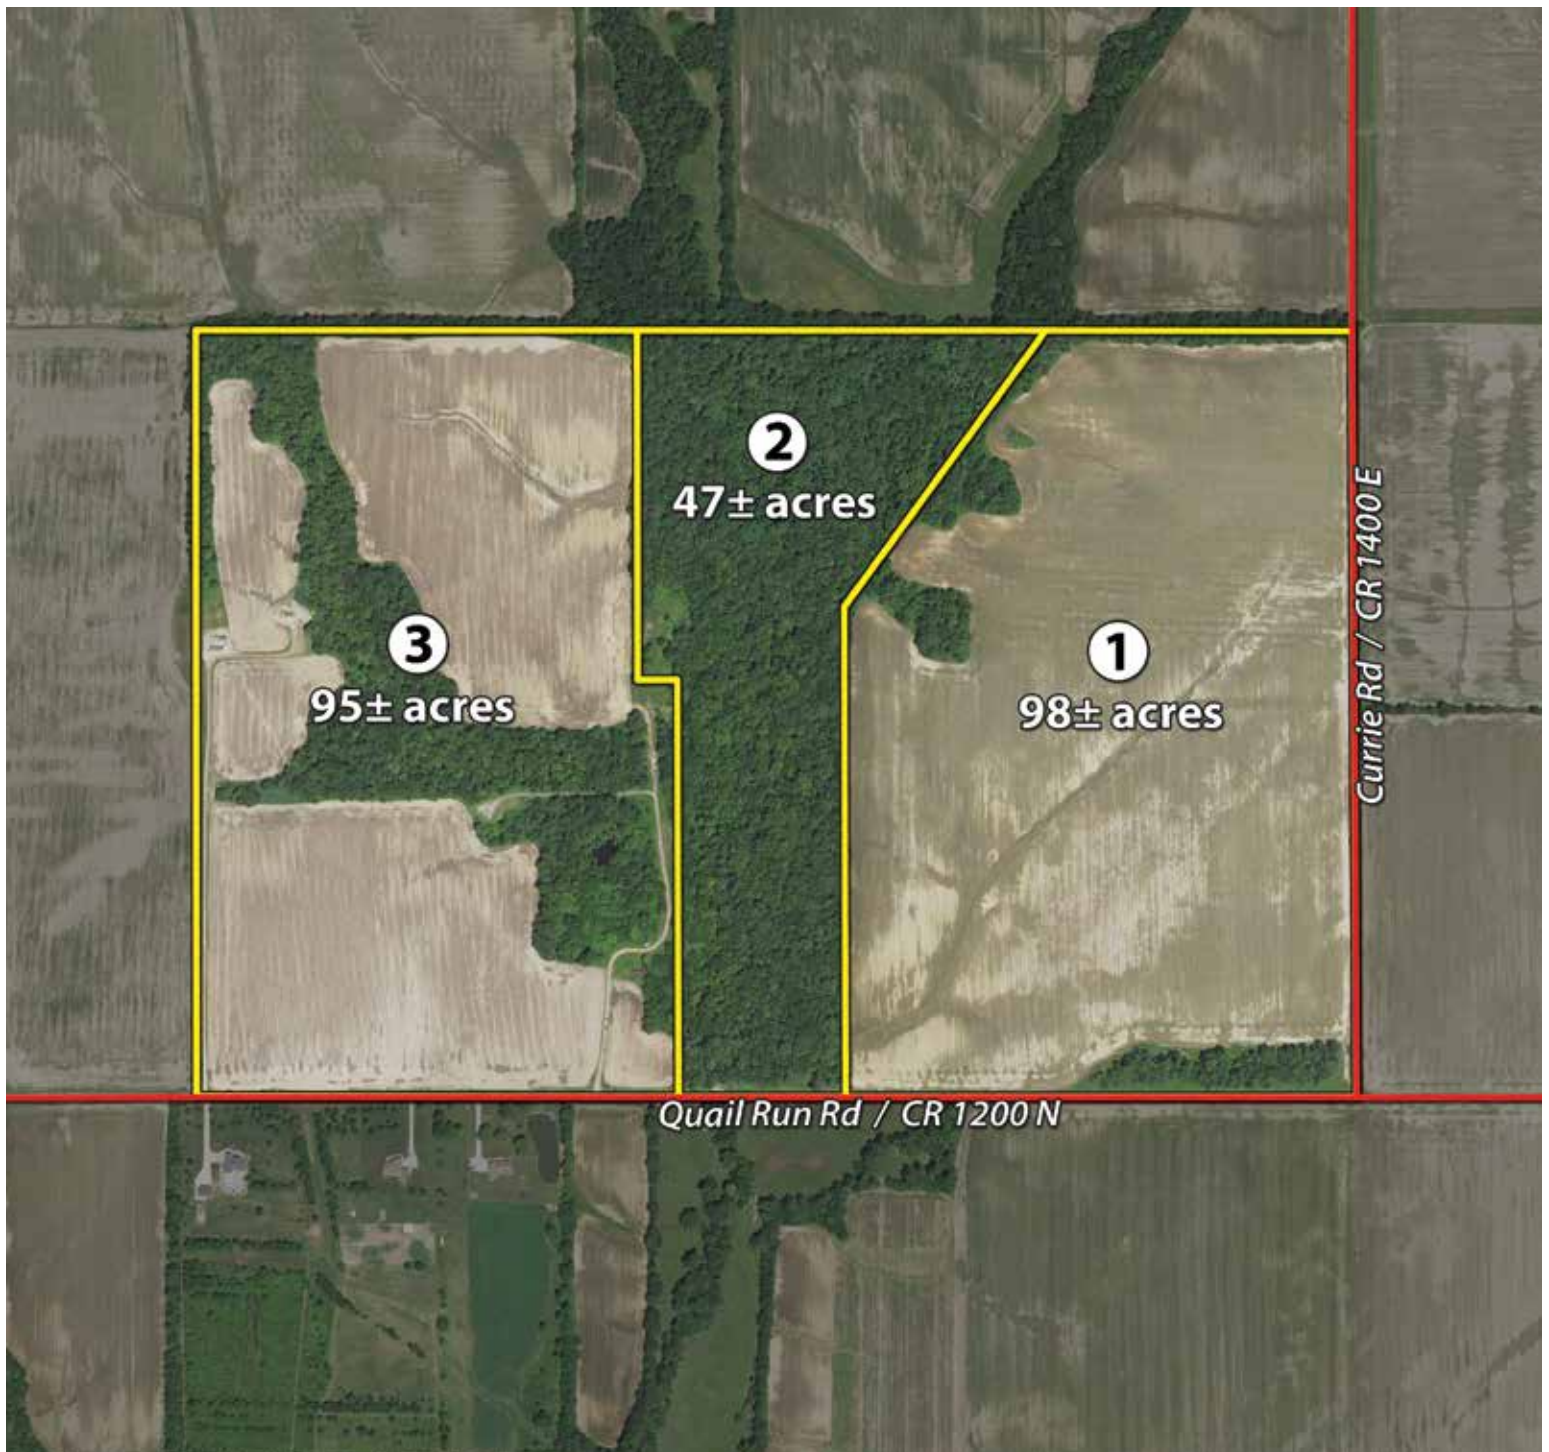 2
47± acres
3
95± acres
1
98± acres
Currie Rd / CR 1400 E
Quail Run Rd / CR 1200 N